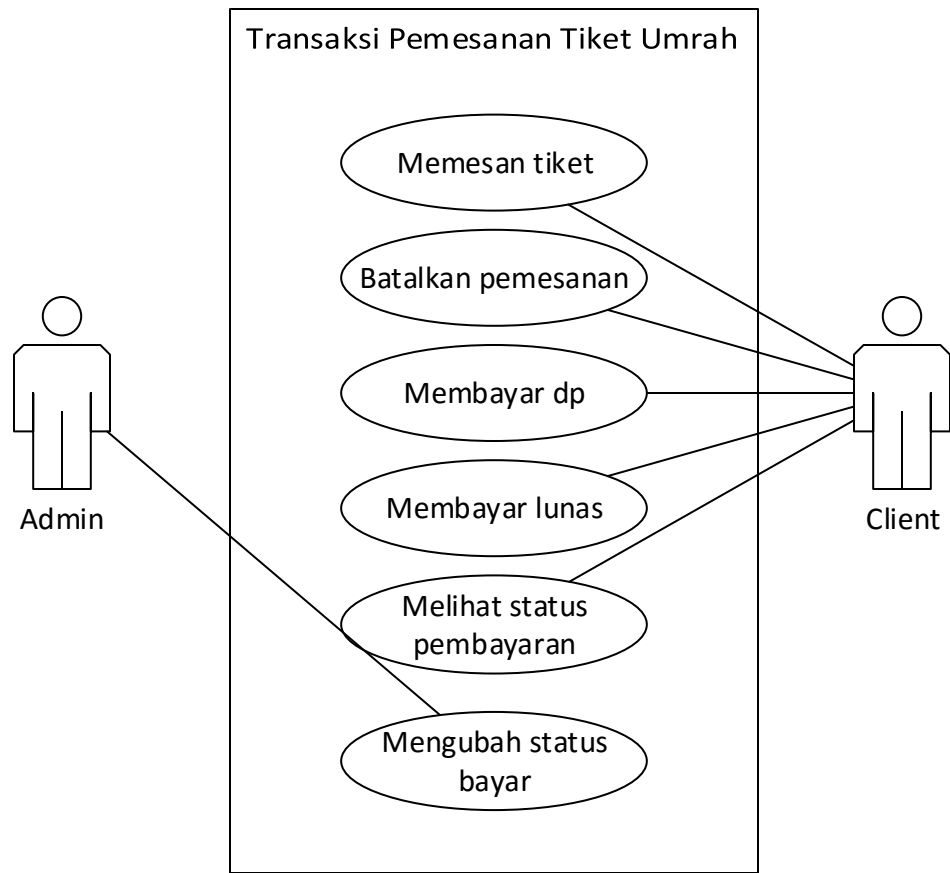 Transaksi Pemesanan Tiket Umrah
Memesan tiket
Batalkan pemesanan
Membayar dp
Membayar lunas
Admin
Client
Melihat status
pembayaran
Mengubah status
bayar